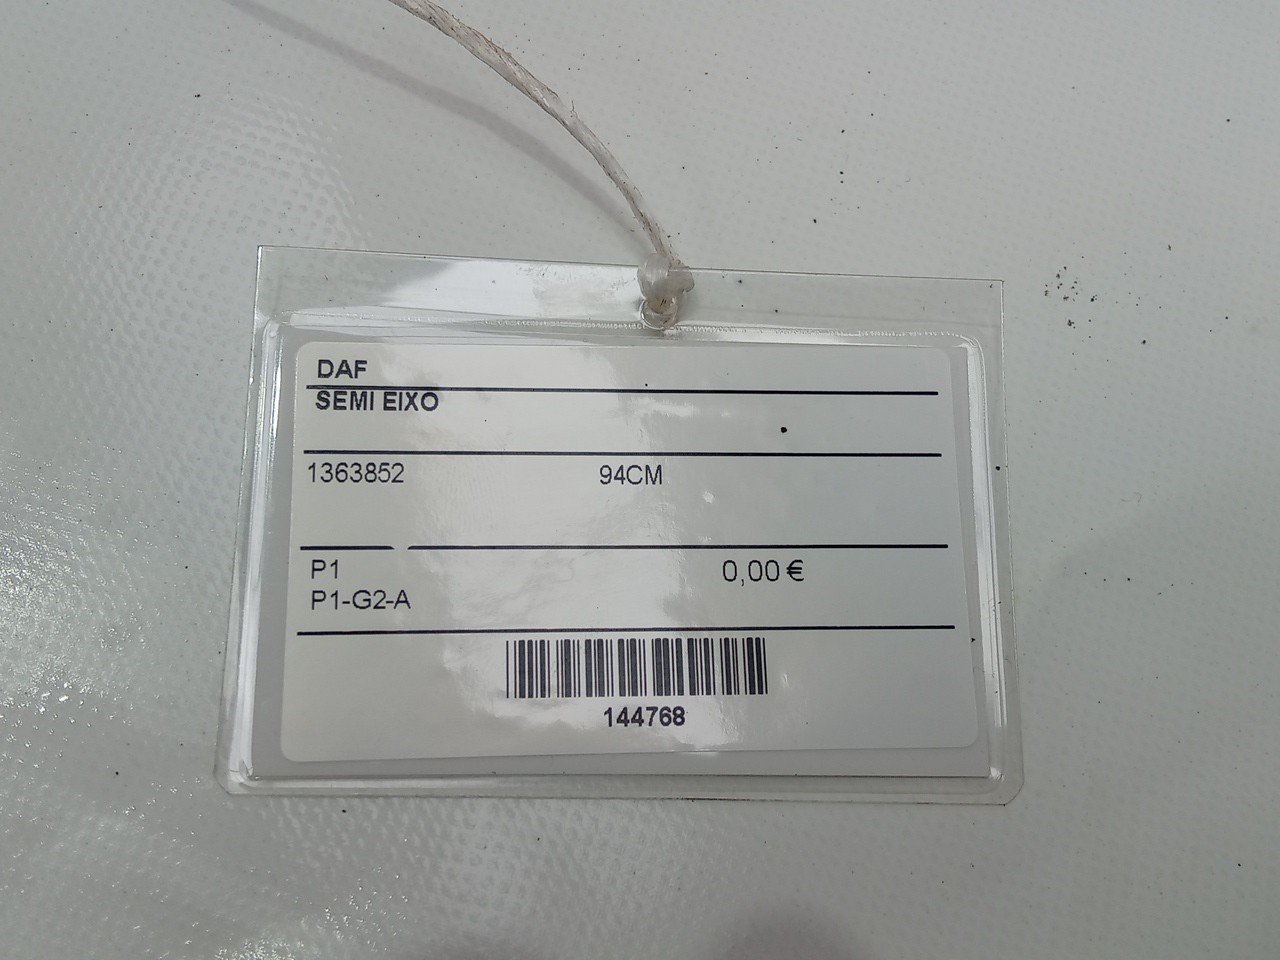 DAF
SEMI EIXO
1363852 94CM
P1 0,00 €
P1-G2-A
144768